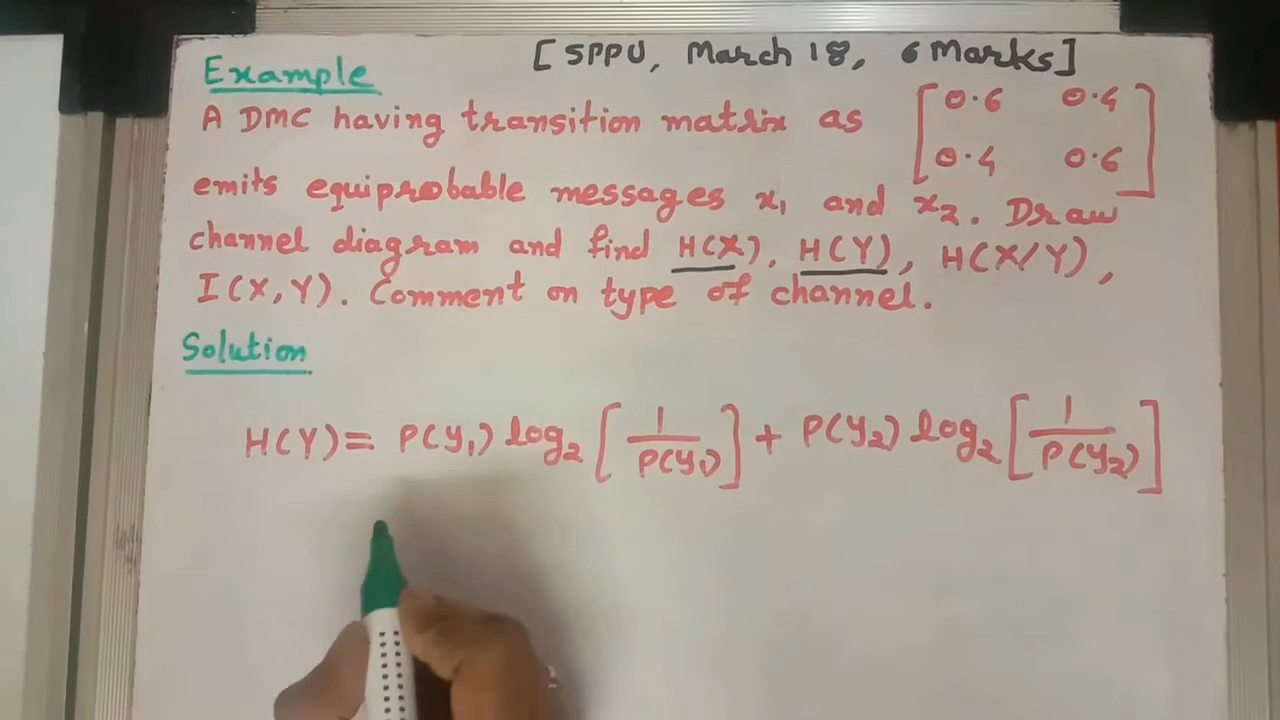 [SPPU, March 18, 6 Marks]
Example
A DMC having transition matrix as [0.6 0.4
0.4 0.6]
emits equiprobable messages x₁ and x₂. Draw
channel diagram and find H(X), H(Y), H(X/Y),
I(X,Y). Comment on type of channel.
Solution
H(Y)= P(y₁) log₂ [1/P(y₁)] + P(y₂) log₂ [1/P(y₂)]